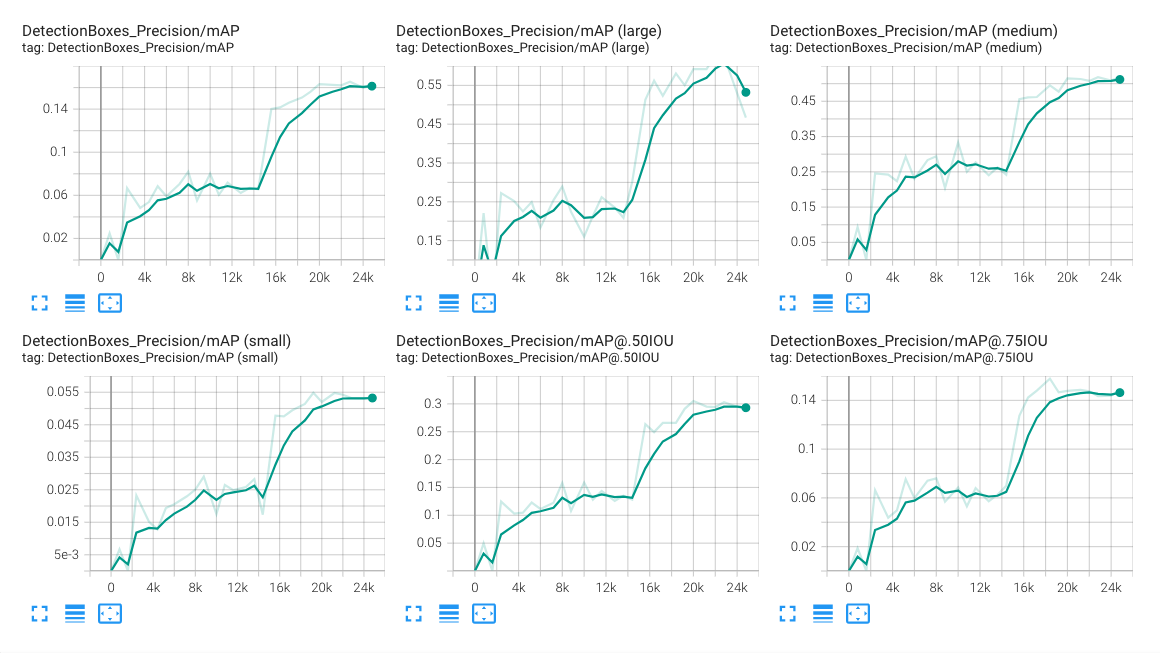 DetectionBoxes_Precision/mAP
tag: DetectionBoxes_Precision/mAP
0.14
0.1
0.06
0.02
0 4k 8k 12k 16k 20k 24k
DetectionBoxes_Precision/mAP (large)
tag: DetectionBoxes_Precision/mAP (large)
0.55
0.45
0.35
0.25
0.15
0 4k 8k 12k 16k 20k 24k
DetectionBoxes_Precision/mAP (medium)
tag: DetectionBoxes_Precision/mAP (medium)
0.45
0.35
0.25
0.15
0.05
0 4k 8k 12k 16k 20k 24k
DetectionBoxes_Precision/mAP (small)
tag: DetectionBoxes_Precision/mAP (small)
0.055
0.045
0.035
0.025
0.015
5e-3
0 4k 8k 12k 16k 20k 24k
DetectionBoxes_Precision/mAP@.50IOU
tag: DetectionBoxes_Precision/mAP@.50IOU
0.3
0.25
0.2
0.15
0.1
0.05
0 4k 8k 12k 16k 20k 24k
DetectionBoxes_Precision/mAP@.75IOU
tag: DetectionBoxes_Precision/mAP@.75IOU
0.14
0.1
0.06
0.02
0 4k 8k 12k 16k 20k 24k